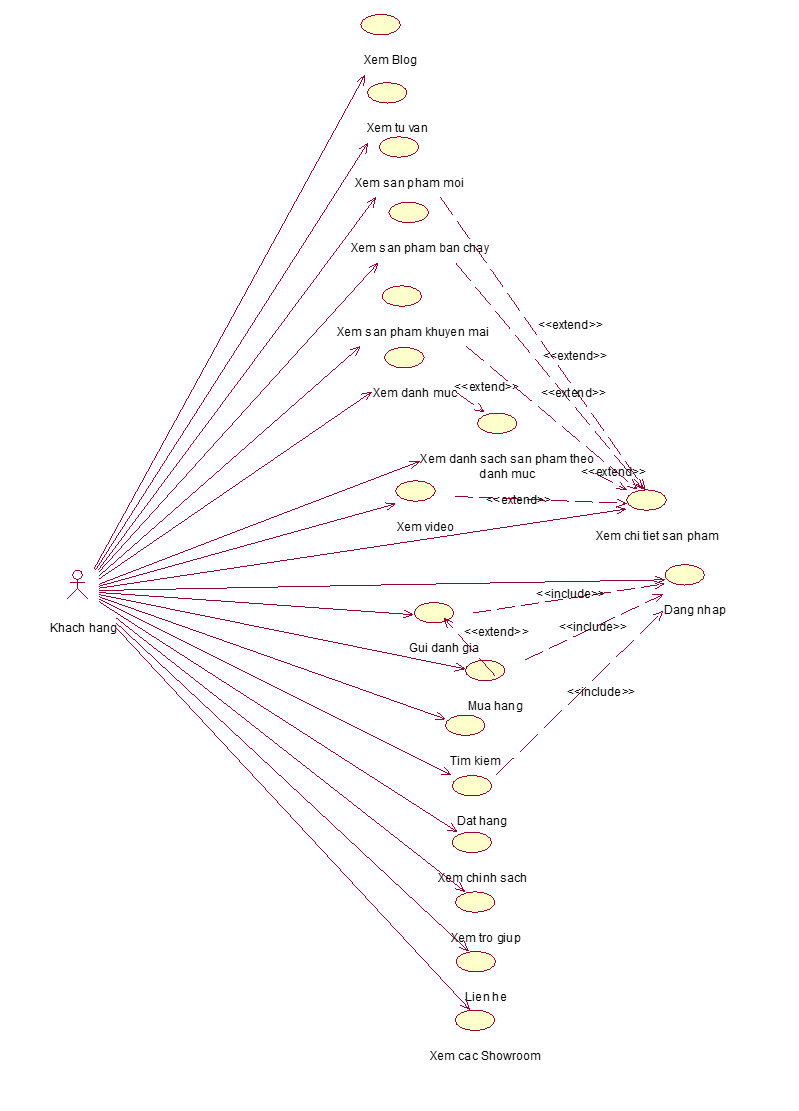 Xem Blog
Xem tu van
Xem san pham moi
Xem san pham ban chay
<<extend>>
Xem san pham khuyen mai
<<extend>>
Xem danh muc
<<extend>>
<<extend>>
Xem danh sach san pham theo
danh muc
<<extend>>
<<extend>>
Xem video
Xem chi tiet san pham
<<include>>
Dang nhap
Khach hang
<<extend>>
<<include>>
Gui danh gia
<<include>>
Mua hang
Tim kiem
Dat hang
Xem chinh sach
Xem tro giup
Lien he
Xem cac Showroom